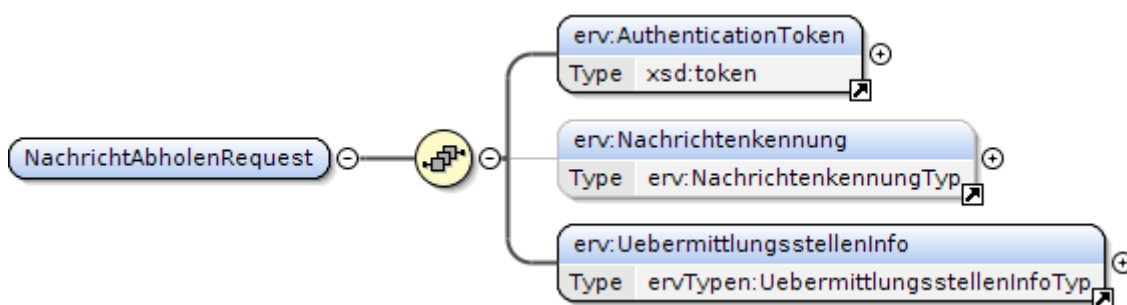 erv:AuthenticationToken
Type xsd:token
NachrichtAbholenRequest
erv:Nachrichtenkennung
Type erv:NachrichtenkennungTyp
erv:UebermittlungsstellenInfo
Type ervTypen:UebermittlungsstellenInfoTyp